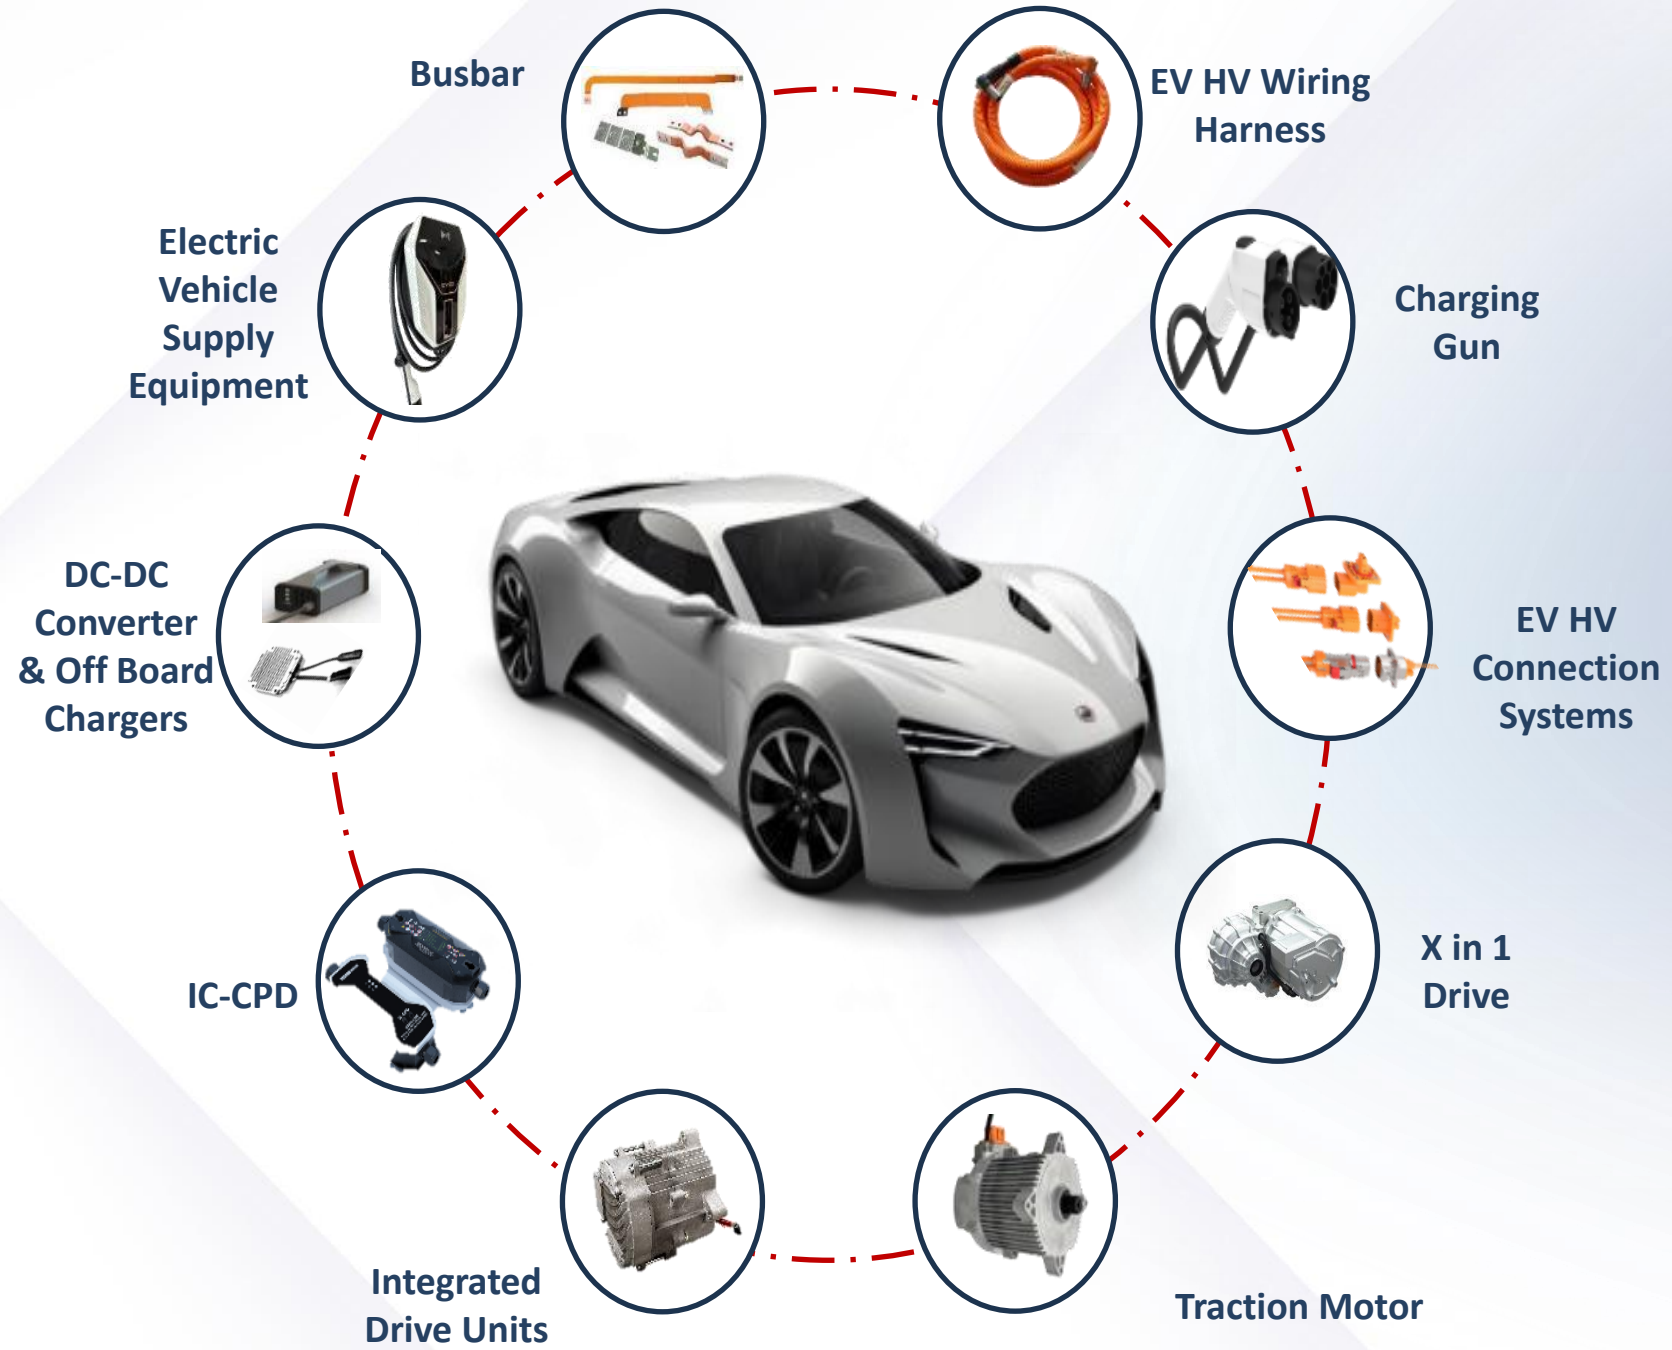 Busbar
EV HV Wiring
Harness
Electric
Vehicle
Supply
Equipment
Charging
Gun
DC-DC
Converter
& Off Board
Chargers
EV HV
Connection
Systems
IC-CPD
X in 1
Drive
Integrated
Drive Units
Traction Motor